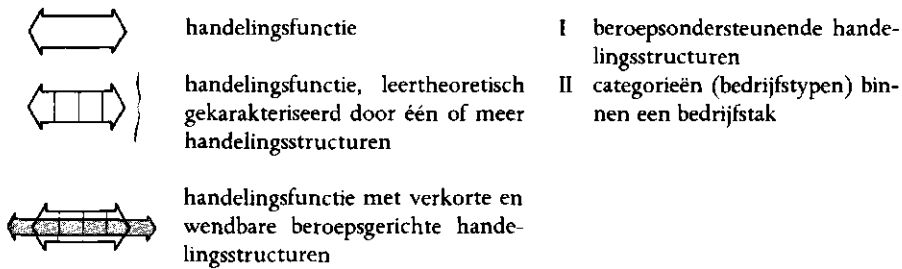 handelingsfunctie
handelingsfunctie, leertheoretisch
gekarakteriseerd door één of meer
handelingsstructuren
handelingsfunctie met verkorte en
wendbare beroepsgerichte hande-
lingsstructuren
I beroepsondersteunende hande-
lingsstructuren
II categorieën (bedrijfstypen) bin-
nen een bedrijfstak